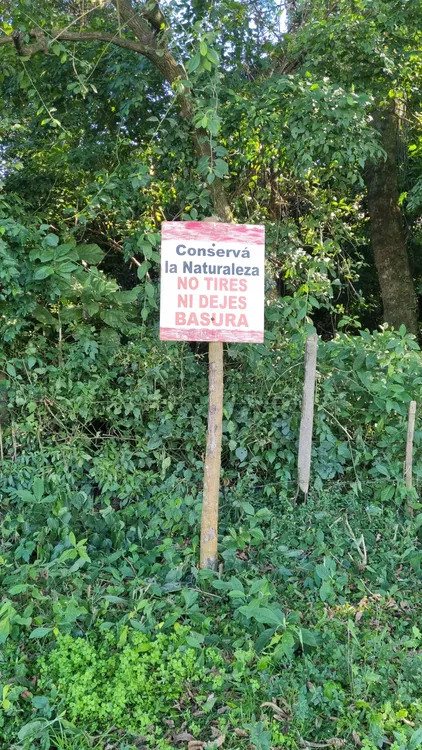 Conservá
la Naturaleza
NO TIRES
NI DEJES
BASURA